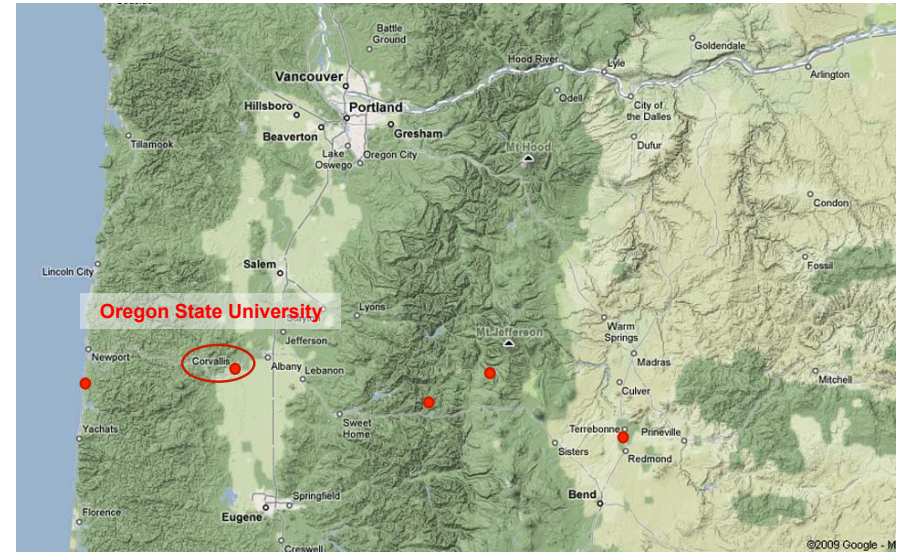 Battle
Ground
Goldendale
Hood River
Lyle
Arlington
Vancouver
Odell
City of
the Dalles
Hillsboro
Portland
Beaverton
Gresham
Tillamook
Lake
Oswego
Oregon City
Mt Hood
Dufur
Condon
Salem
Lincoln City
Fossil
Oregon State University
Lyons
Jefferson
Mt Jefferson
Warm
Springs
Newport
Corvallis
Albany
Lebanon
Madras
Mitchell
Culver
Yachats
Sweet
Home
Terrebonne
Prineville
Sisters
Redmond
Bend
Springfield
Eugene
Florence
Creswell
©2009 Google - M